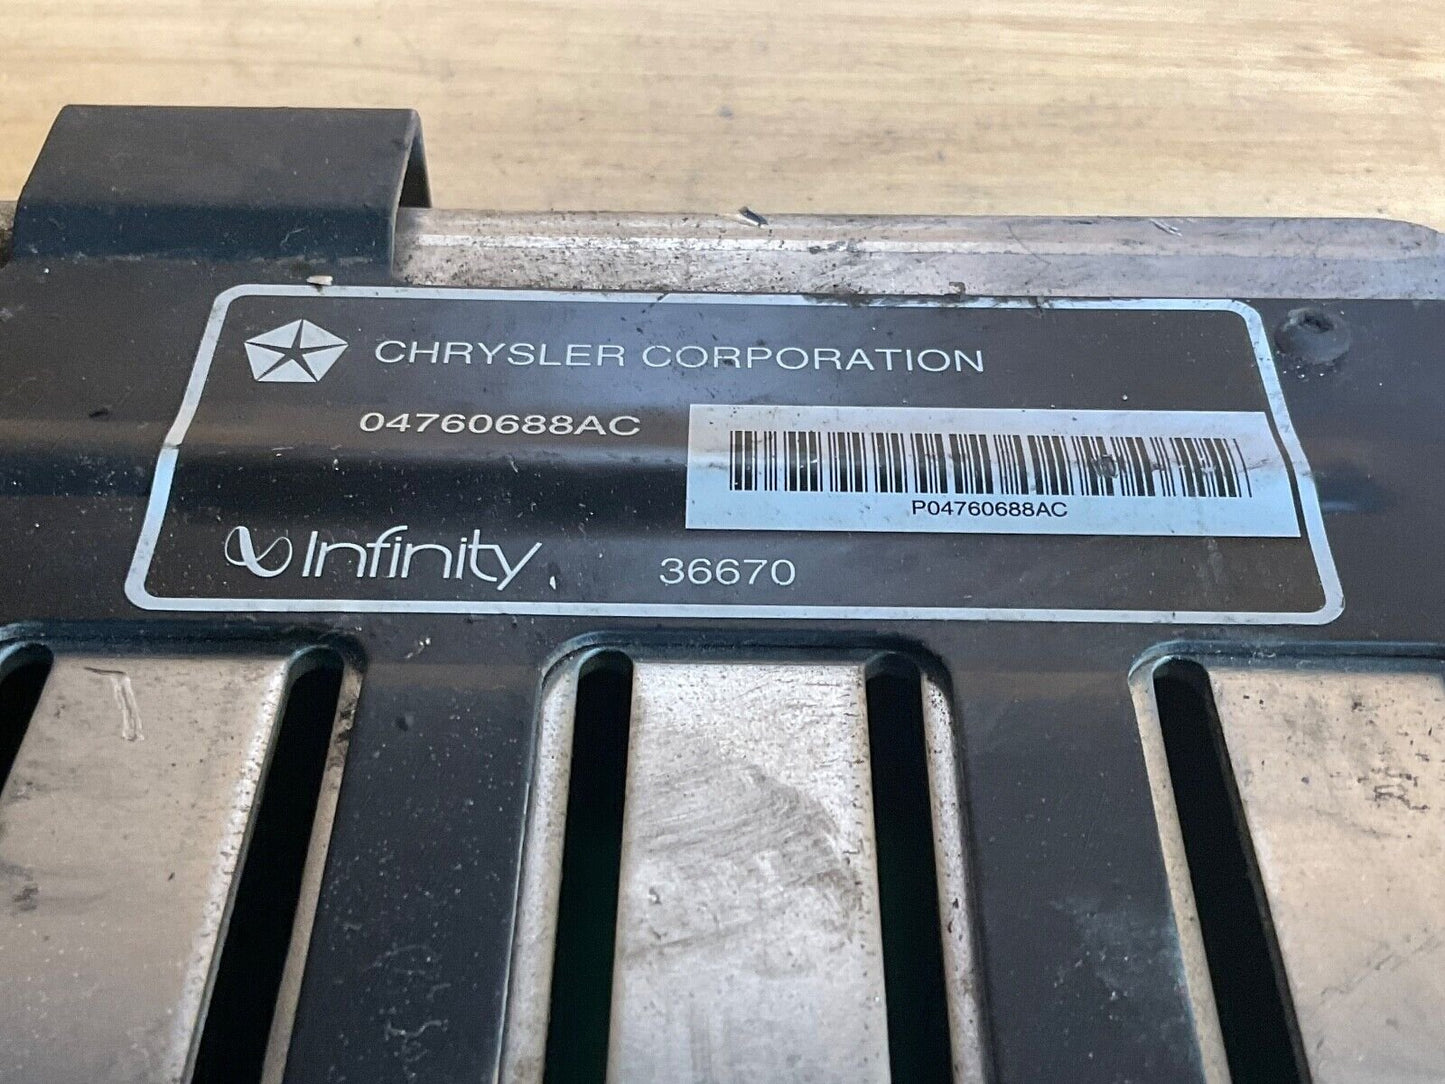 CHRYSLER CORPORATION
04760688AC
P04760688AC
Infinity
36670